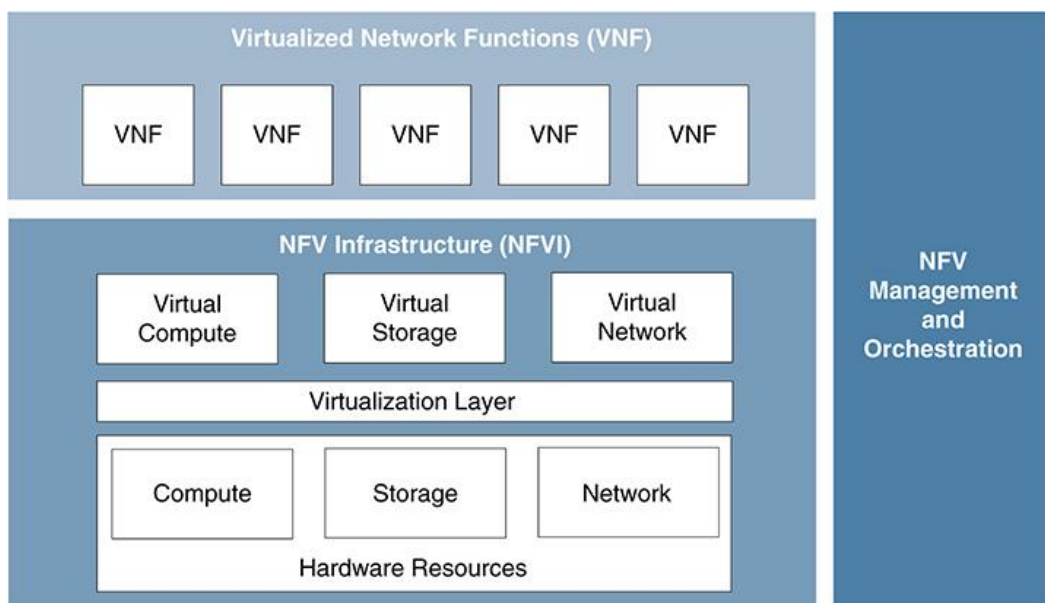 Virtualized Network Functions (VNF)
VNF
VNF
VNF
VNF
VNF
NFV Infrastructure (NFVI)
Virtual
Compute
Virtual
Storage
Virtual
Network
Virtualization Layer
Compute
Storage
Network
Hardware Resources
NFV
Management
and
Orchestration